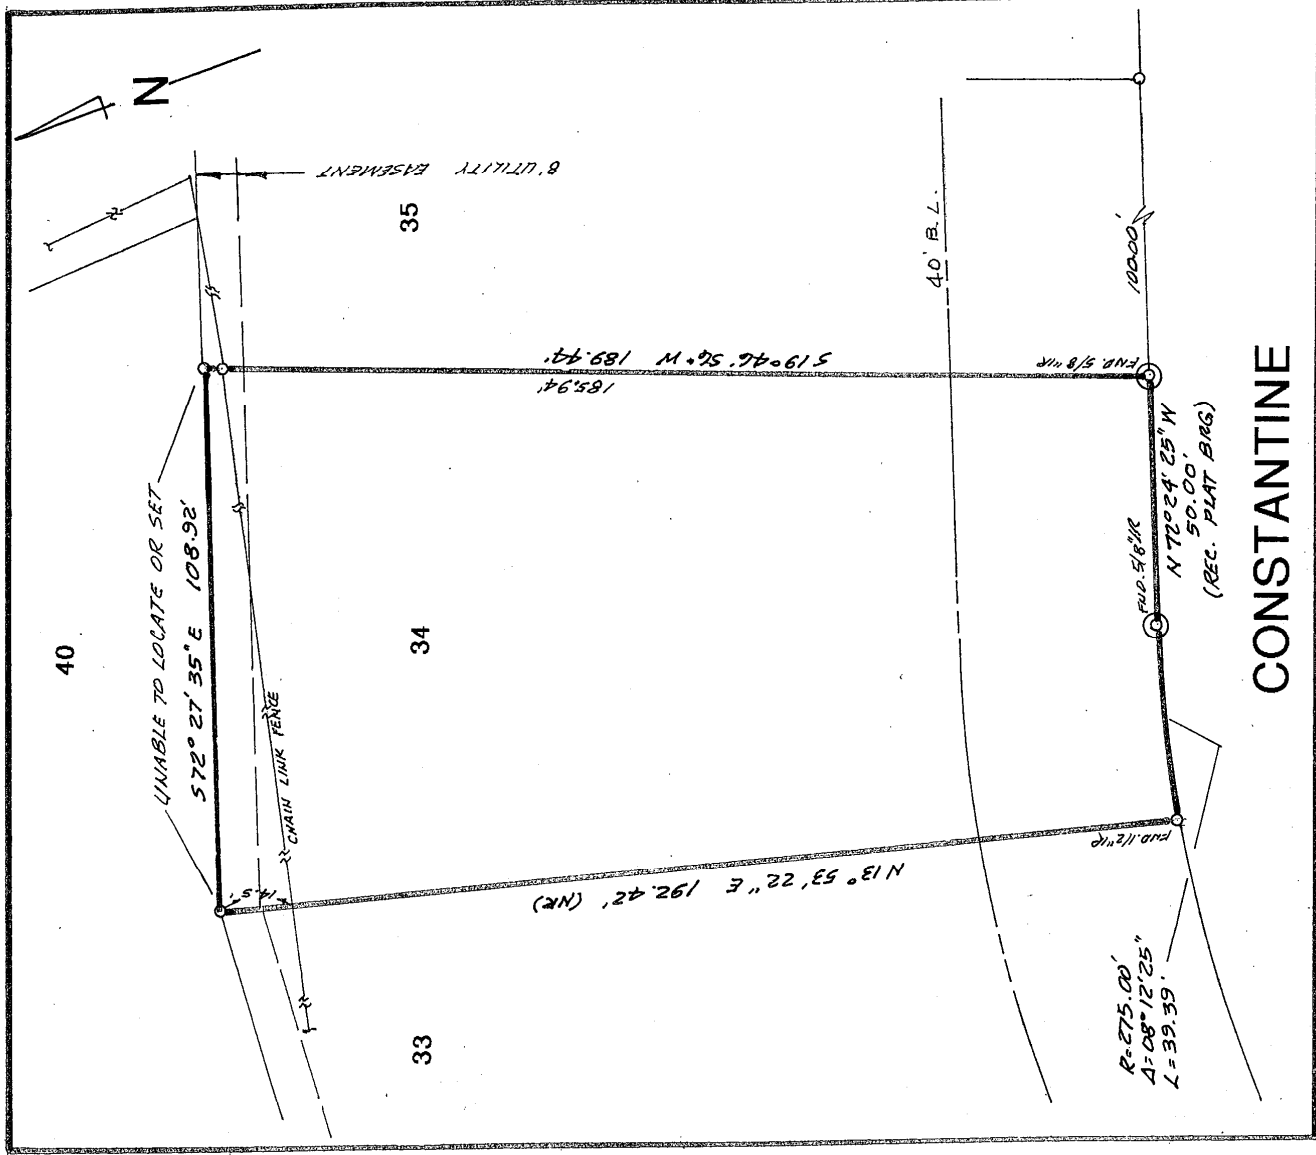 N
40
UNABLE TO LOCATE OR SET
S72° 27' 35" E 108.92'
8' UTILITY EASEMENT
35
14.5'
CHAIN LINK FENCE
34
33
S 19° 46' 56" W 189.44'
185.94'
N 13° 53' 22" E 192.42' (NR)
40' B.L.
100.00'
FND. 5/8" IR
FND. 5/8" IR
FND. 1/2" IR
N 72° 24' 25" W
50.00'
(REC. PLAT BRG)
R=275.00'
Δ=08° 12' 25"
L=39.39'
CONSTANTINE